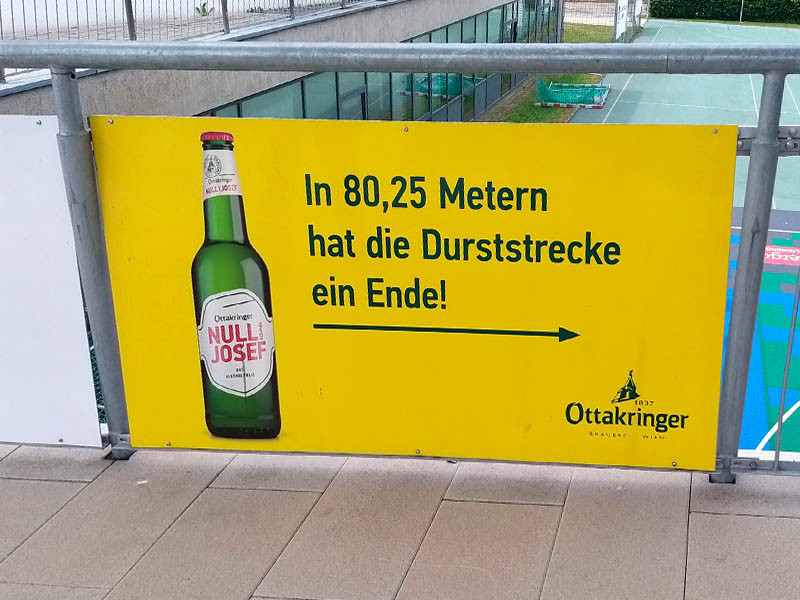 Ottakringer
NULL JOSEF
In 80,25 Metern
hat die Durststrecke
ein Ende!
Ottakringer
NULL
JOSEF
1837
Ottakringer
BRAUEREI WIEN